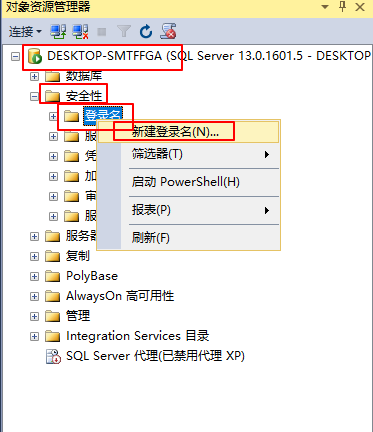 对象资源管理器
连接
DESKTOP-SMTFFGA (SQL Server 13.0.1601.5 - DESKTOP
数据库
安全性
登录名
新建登录名(N)...
服
筛选器(T)
凭
加
启动 PowerShell(H)
审
报表(P)
服
服务器
刷新(F)
复制
PolyBase
AlwaysOn 高可用性
管理
Integration Services 目录
SQL Server 代理(已禁用代理 XP)